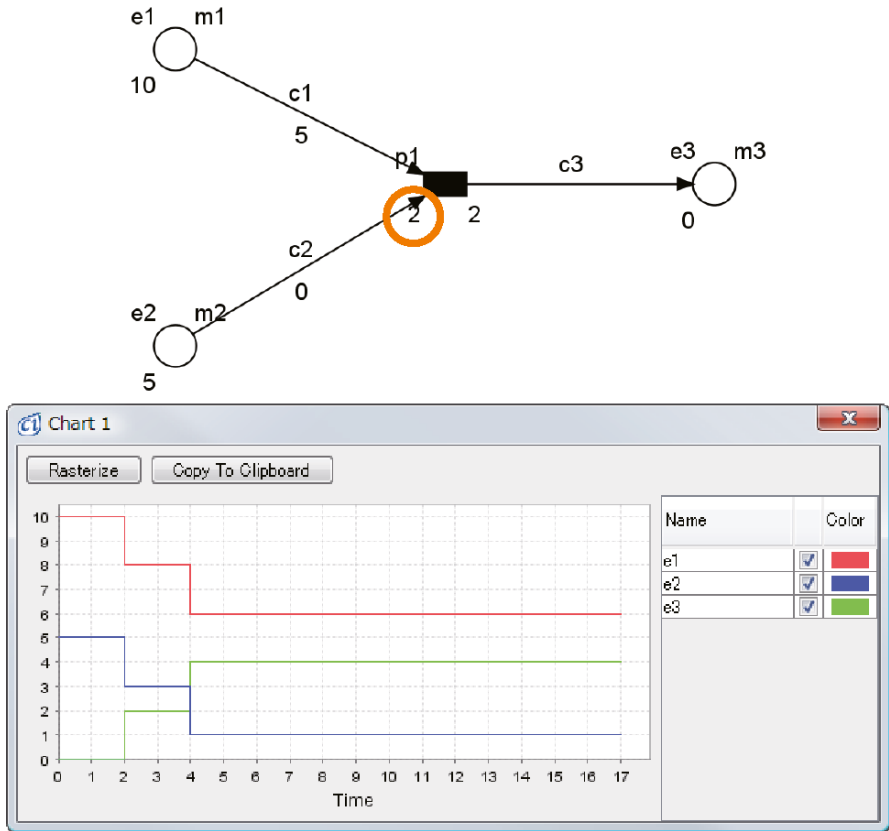 e1 m1
10
c1
5
p1
c3
e3 m3
2 2
0
c2
0
e2 m2
5
Chart 1
Rasterize Copy To Clipboard
Name Color
e1
e2
e3
10
9
8
7
6
5
4
3
2
1
0
0 1 2 3 4 5 6 7 8 9 10 11 12 13 14 15 16 17
Time